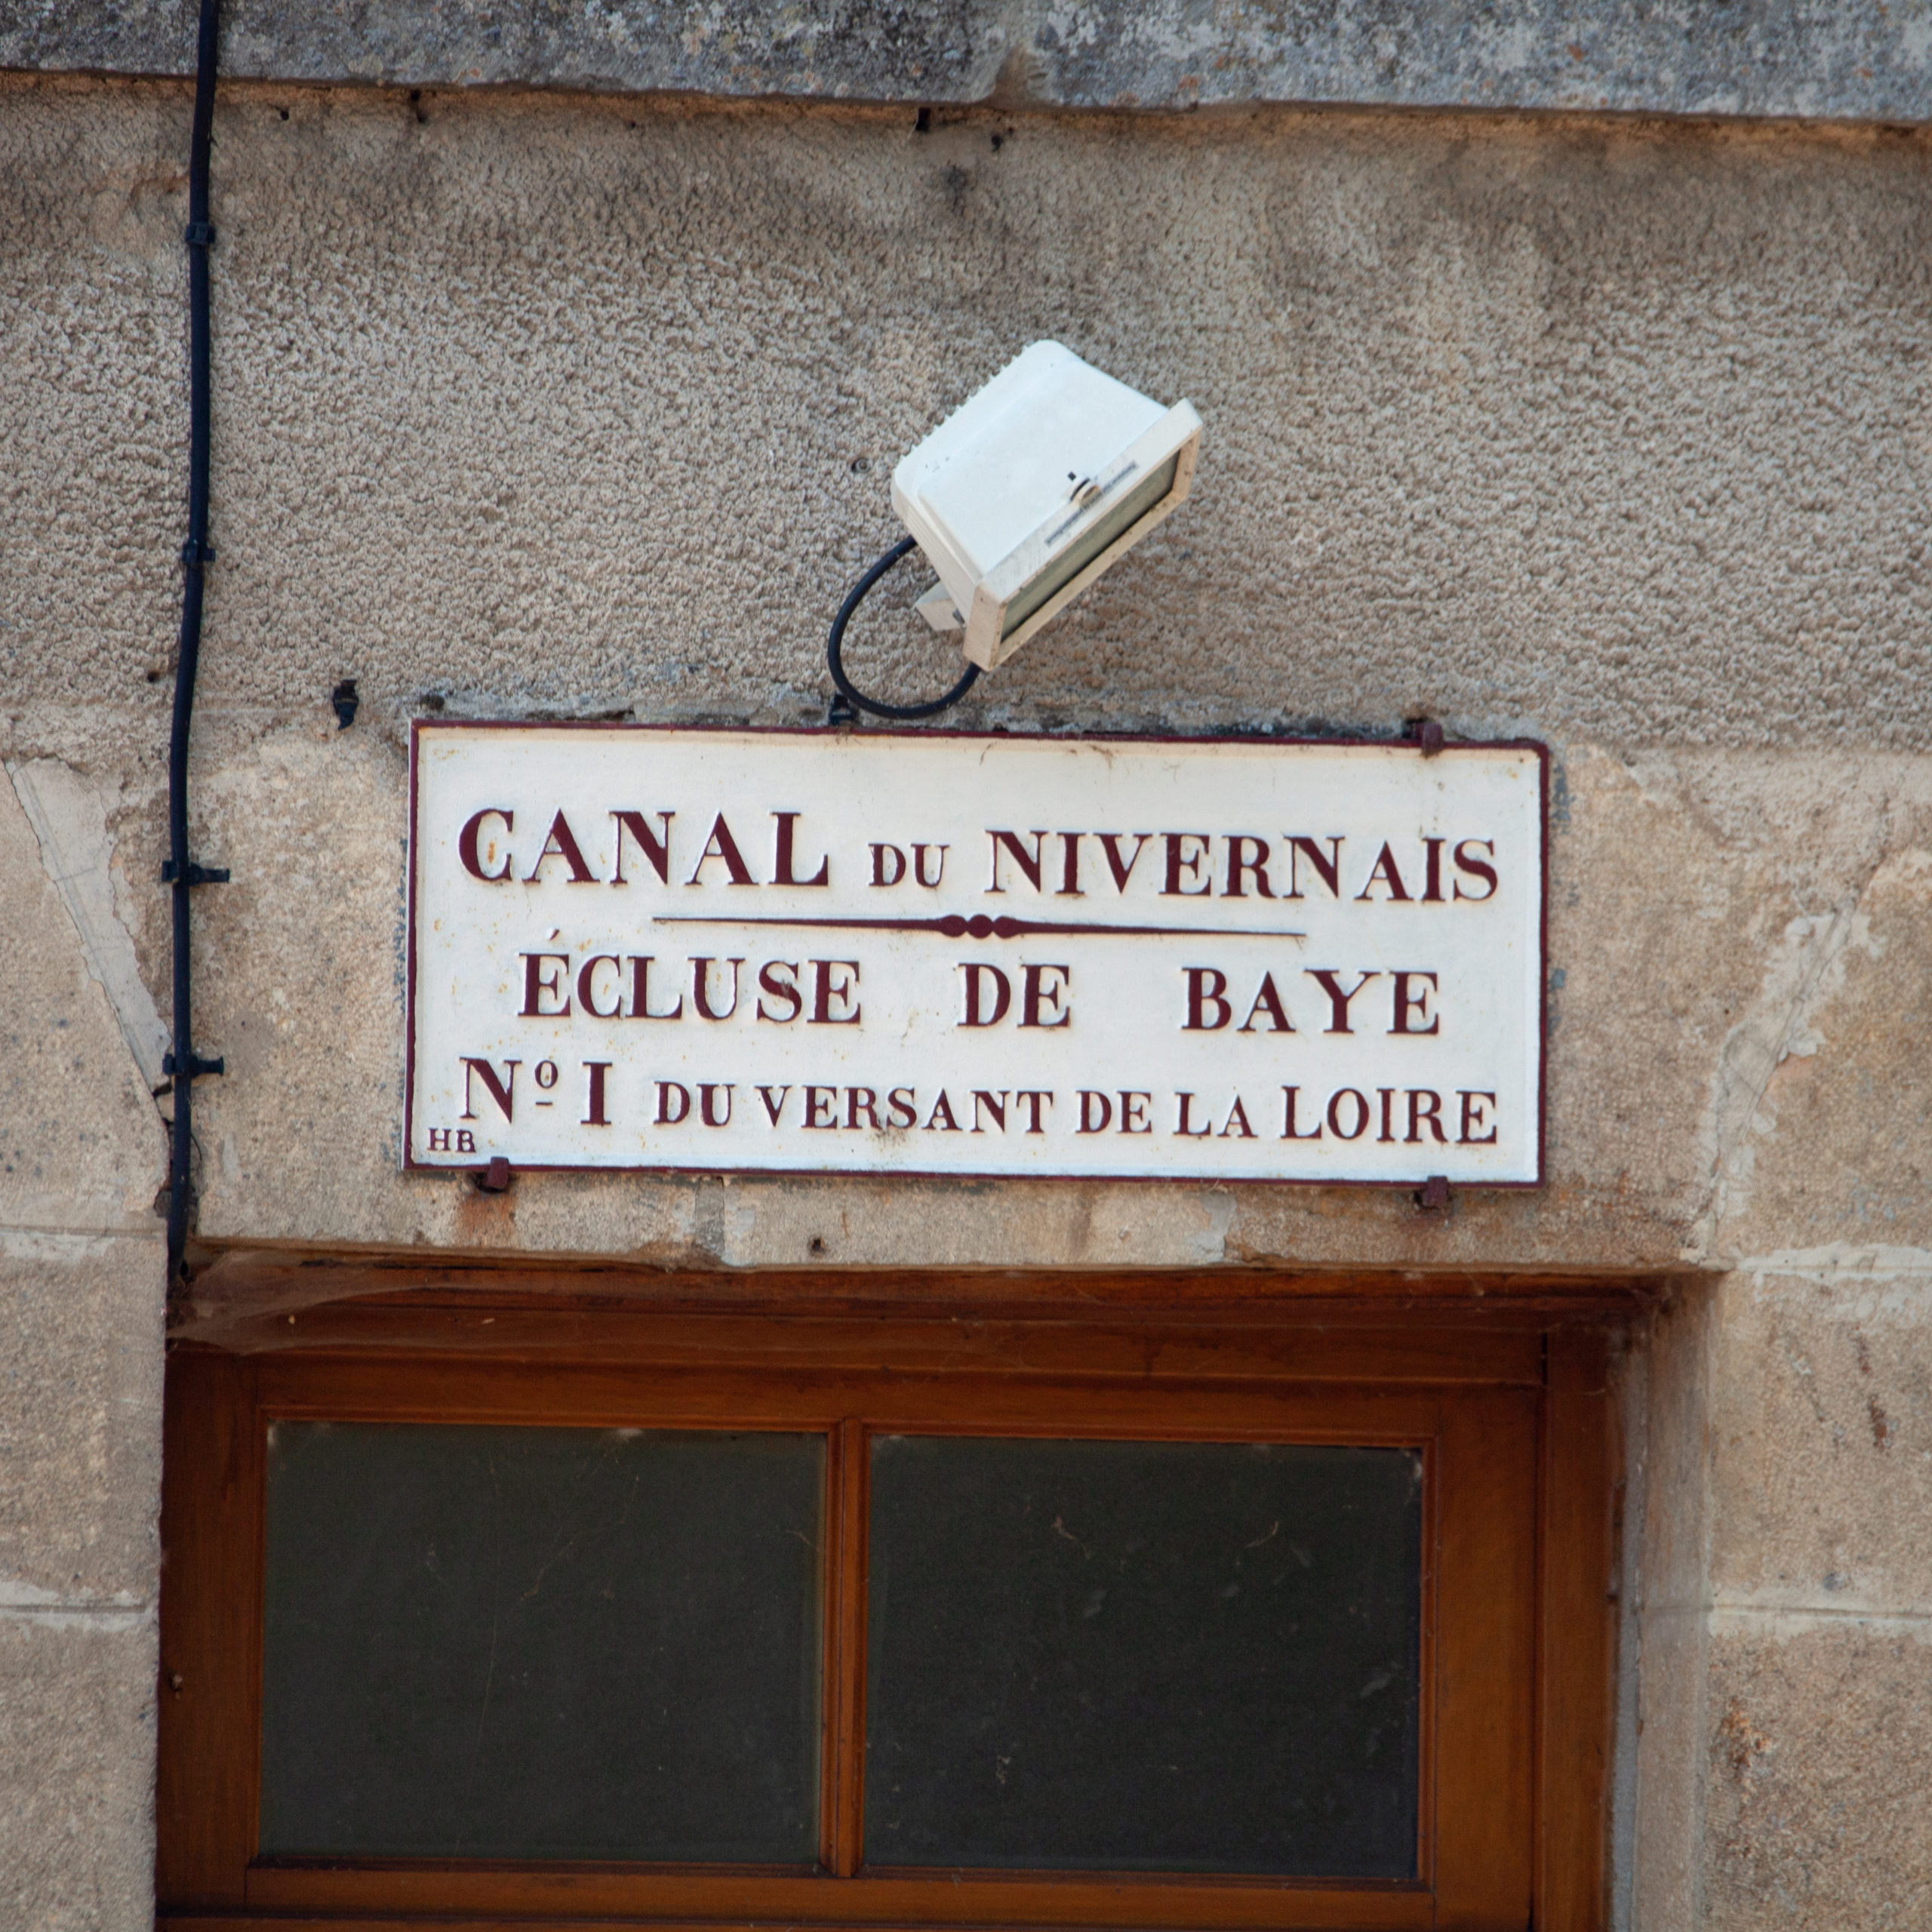 CANAL DU NIVERNAIS
ÉCLUSE DE BAYE
Nº I DU VERSANT DE LA LOIRE
HB